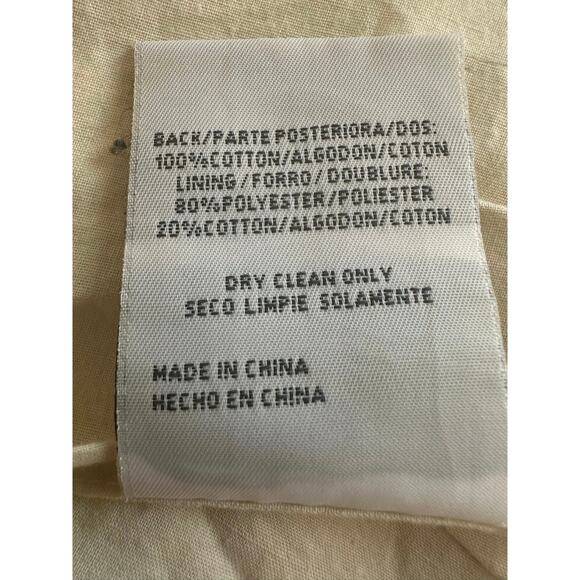 BACK/PARTE POSTERIORA/DOS:
100%COTTON/ALGODON/COTON
LINING/FORRO/DOUBLURE:
80%POLYESTER/POLIESTER
20%COTTON/ALGODON/COTON
DRY CLEAN ONLY
SECO LIMPIE SOLAMENTE
MADE IN CHINA
HECHO EN CHINA